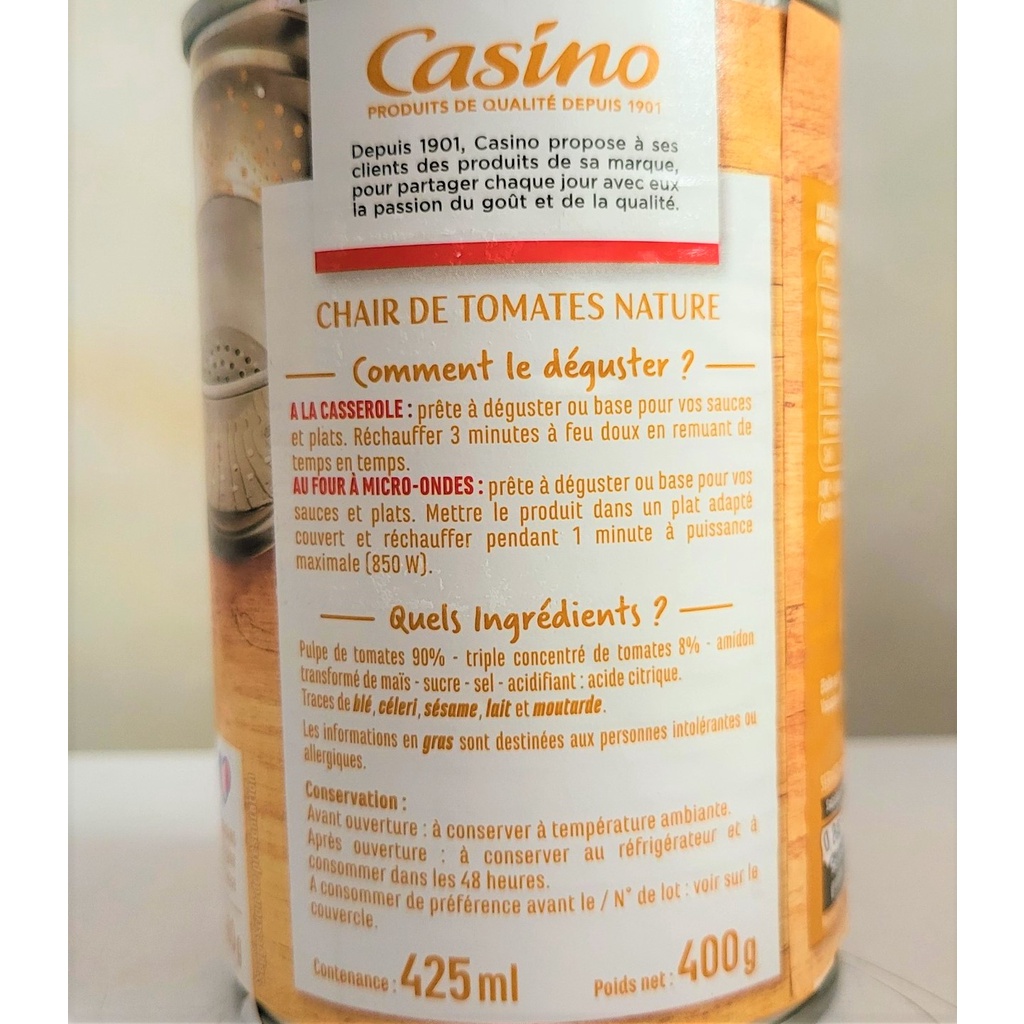 Casino
PRODUITS DE QUALITÉ DEPUIS 1901
Depuis 1901, Casino propose à ses
clients des produits de sa marque,
pour partager chaque jour avec eux
la passion du goût et de la qualité.
CHAIR DE TOMATES NATURE
Comment le déguster ?
A LA CASSEROLE : prête à déguster ou base pour vos sauces
et plats. Réchauffer 3 minutes à feu doux en remuant de
temps en temps.
AU FOUR À MICRO-ONDES : prête à déguster ou base pour vos
sauces et plats. Mettre le produit dans un plat adapté
couvert et réchauffer pendant 1 minute à puissance
maximale (850 W).
Quels Ingrédients ?
Pulpe de tomates 90% - triple concentré de tomates 8% - amidon
transformé de maïs - sucre - sel - acidifiant : acide citrique.
Traces de blé, céleri, sésame, lait et moutarde.
Les informations en gras sont destinées aux personnes intolérantes ou
allergiques.
Conservation :
Avant ouverture : à conserver à température ambiante.
Après ouverture : à conserver au réfrigérateur et à
consommer dans les 48 heures.
A consommer de préférence avant le / N° de lot : voir sur le
couvercle.
Contenance : 425 ml
Poids net : 400g